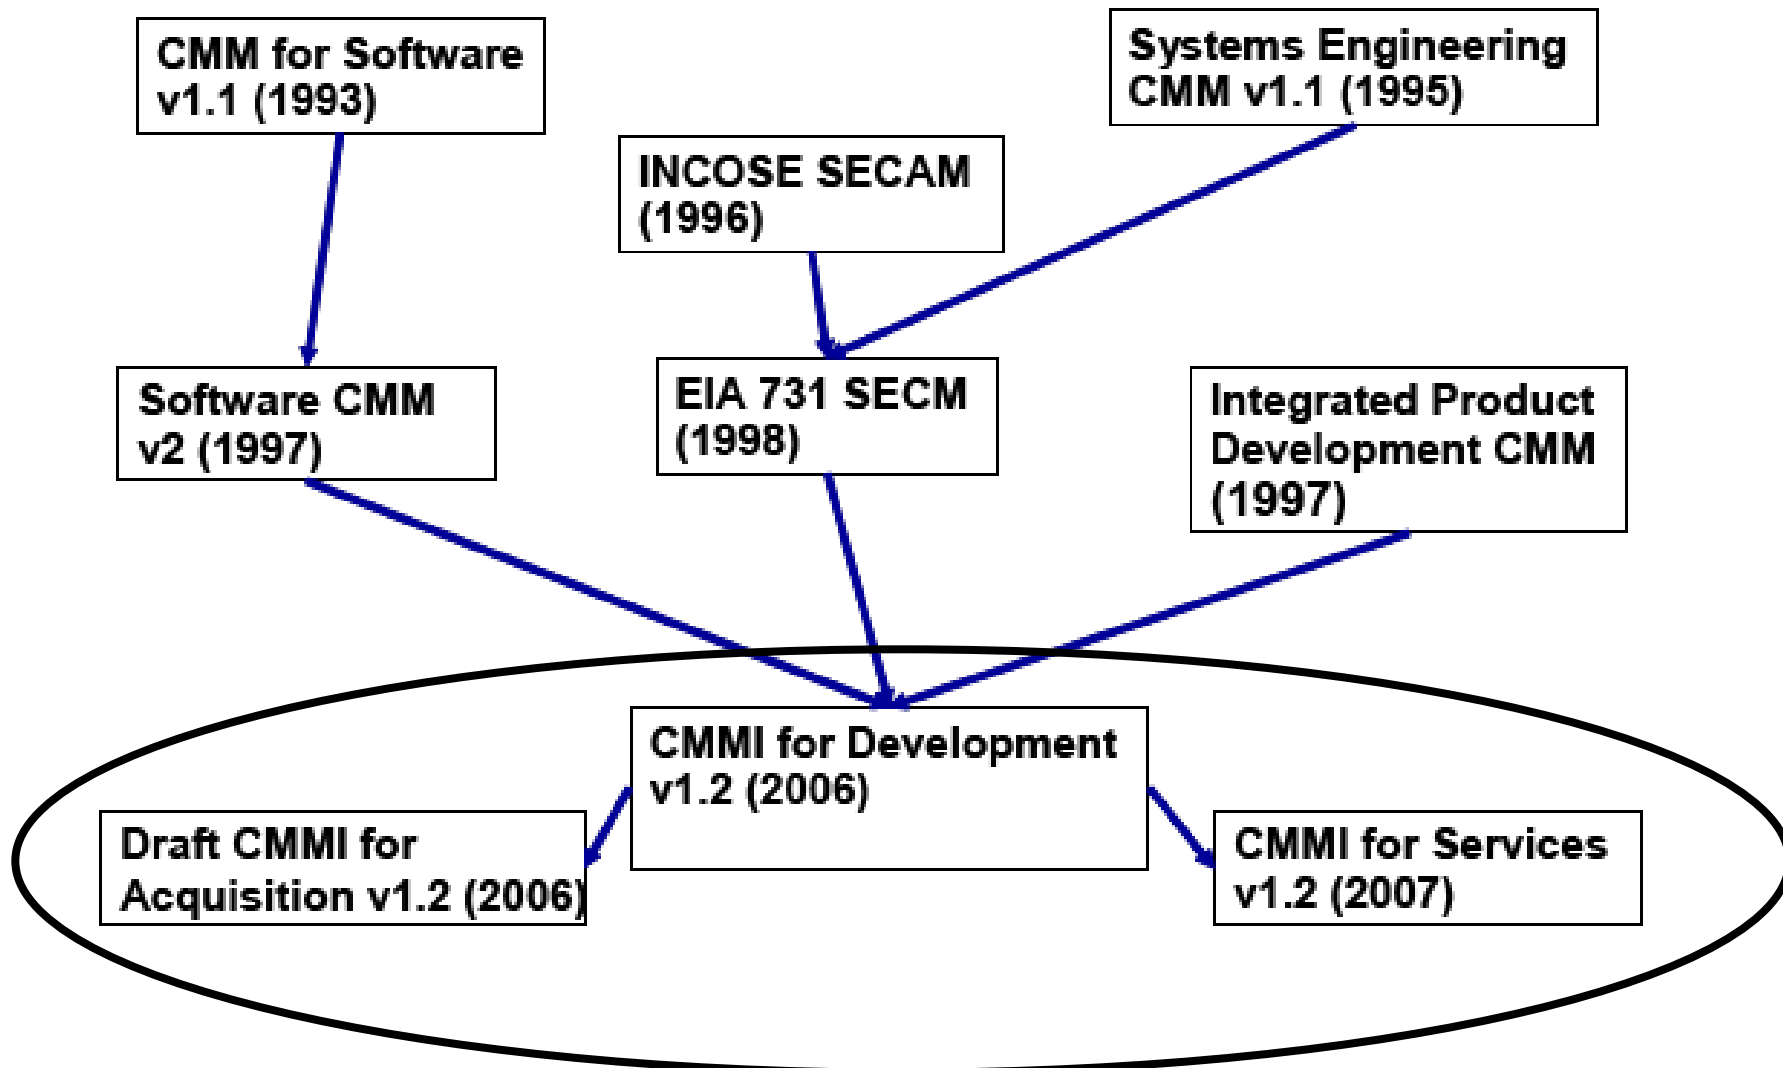 CMM for Software
v1.1 (1993)
Systems Engineering
CMM v1.1 (1995)
INCOSE SECAM
(1996)
Software CMM
v2 (1997)
EIA 731 SECM
(1998)
Integrated Product
Development CMM
(1997)
CMMI for Development
v1.2 (2006)
Draft CMMI for
Acquisition v1.2 (2006)
CMMI for Services
v1.2 (2007)